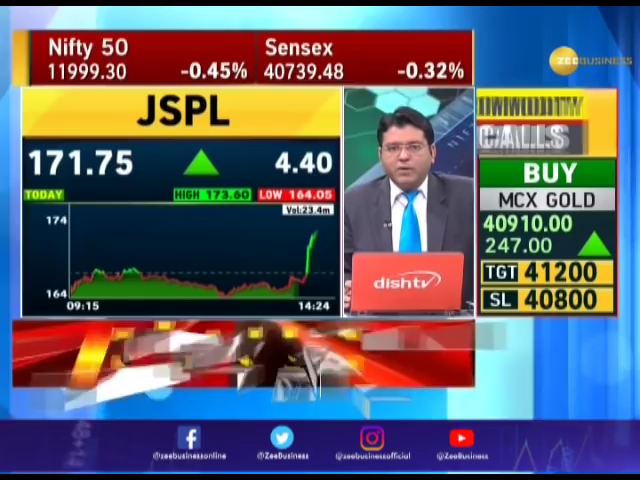 Nifty 50
11999.30 -0.45%
Sensex
40739.48 -0.32%
ZEEBUSINESS
JSPL
171.75 4.40
TODAY HIGH 173.60 LOW 164.05
Vol:23.4m
174
164
09:15 14:24
dishtv
COMMODITY
CALLS
BUY
MCX GOLD
40910.00
247.00
TGT 41200
SL 40800
@zeebusinessonline @ZeeBusiness @zeebusinessofficial @ZeeBusiness